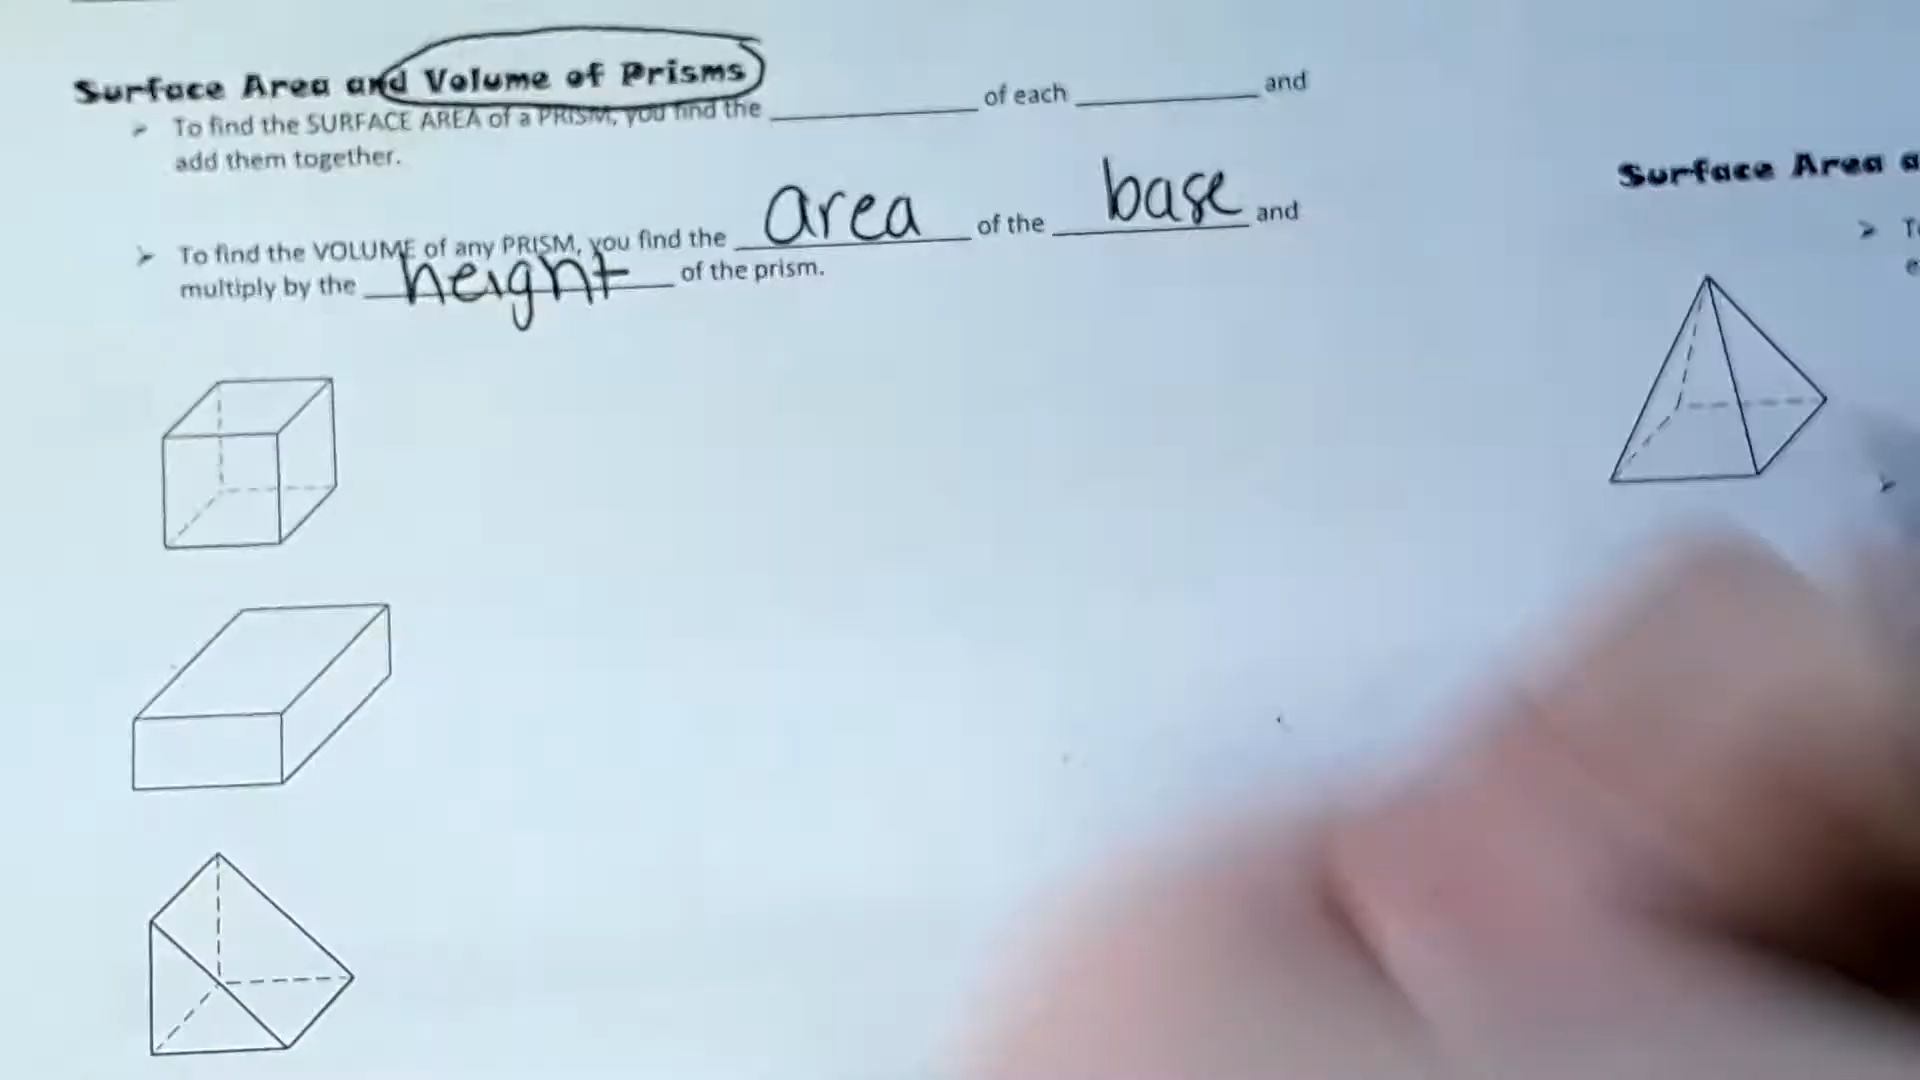 Surface Area and Volume of Prisms
➤ To find the SURFACE AREA of a PRISM, you find the ____________ of each ____________ and
add them together.
➤ To find the VOLUME of any PRISM, you find the area of the base and
multiply by the height of the prism.
Surface Area